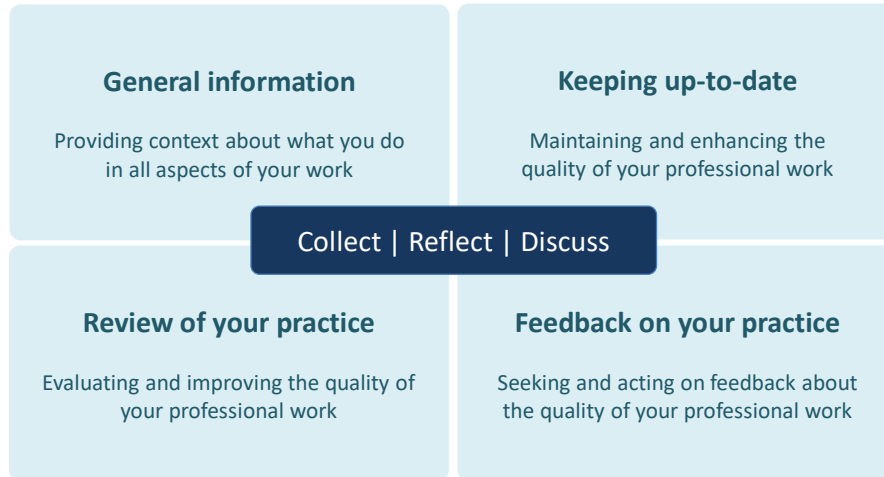 General information
Providing context about what you do
in all aspects of your work
Keeping up-to-date
Maintaining and enhancing the
quality of your professional work
Collect | Reflect | Discuss
Review of your practice
Evaluating and improving the quality of
your professional work
Feedback on your practice
Seeking and acting on feedback about
the quality of your professional work